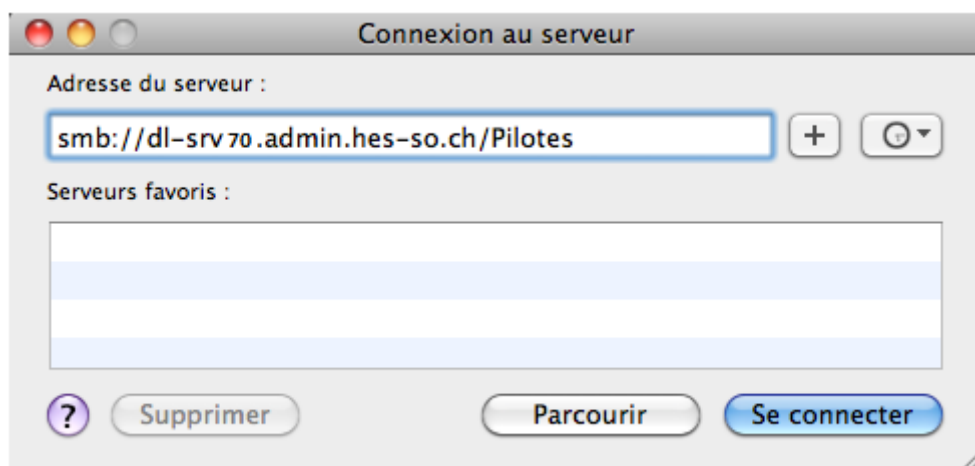 Connexion au serveur
Adresse du serveur :
smb://dl-srv70.admin.hes-so.ch/Pilotes
+
Serveurs favoris :
? Supprimer Parcourir Se connecter